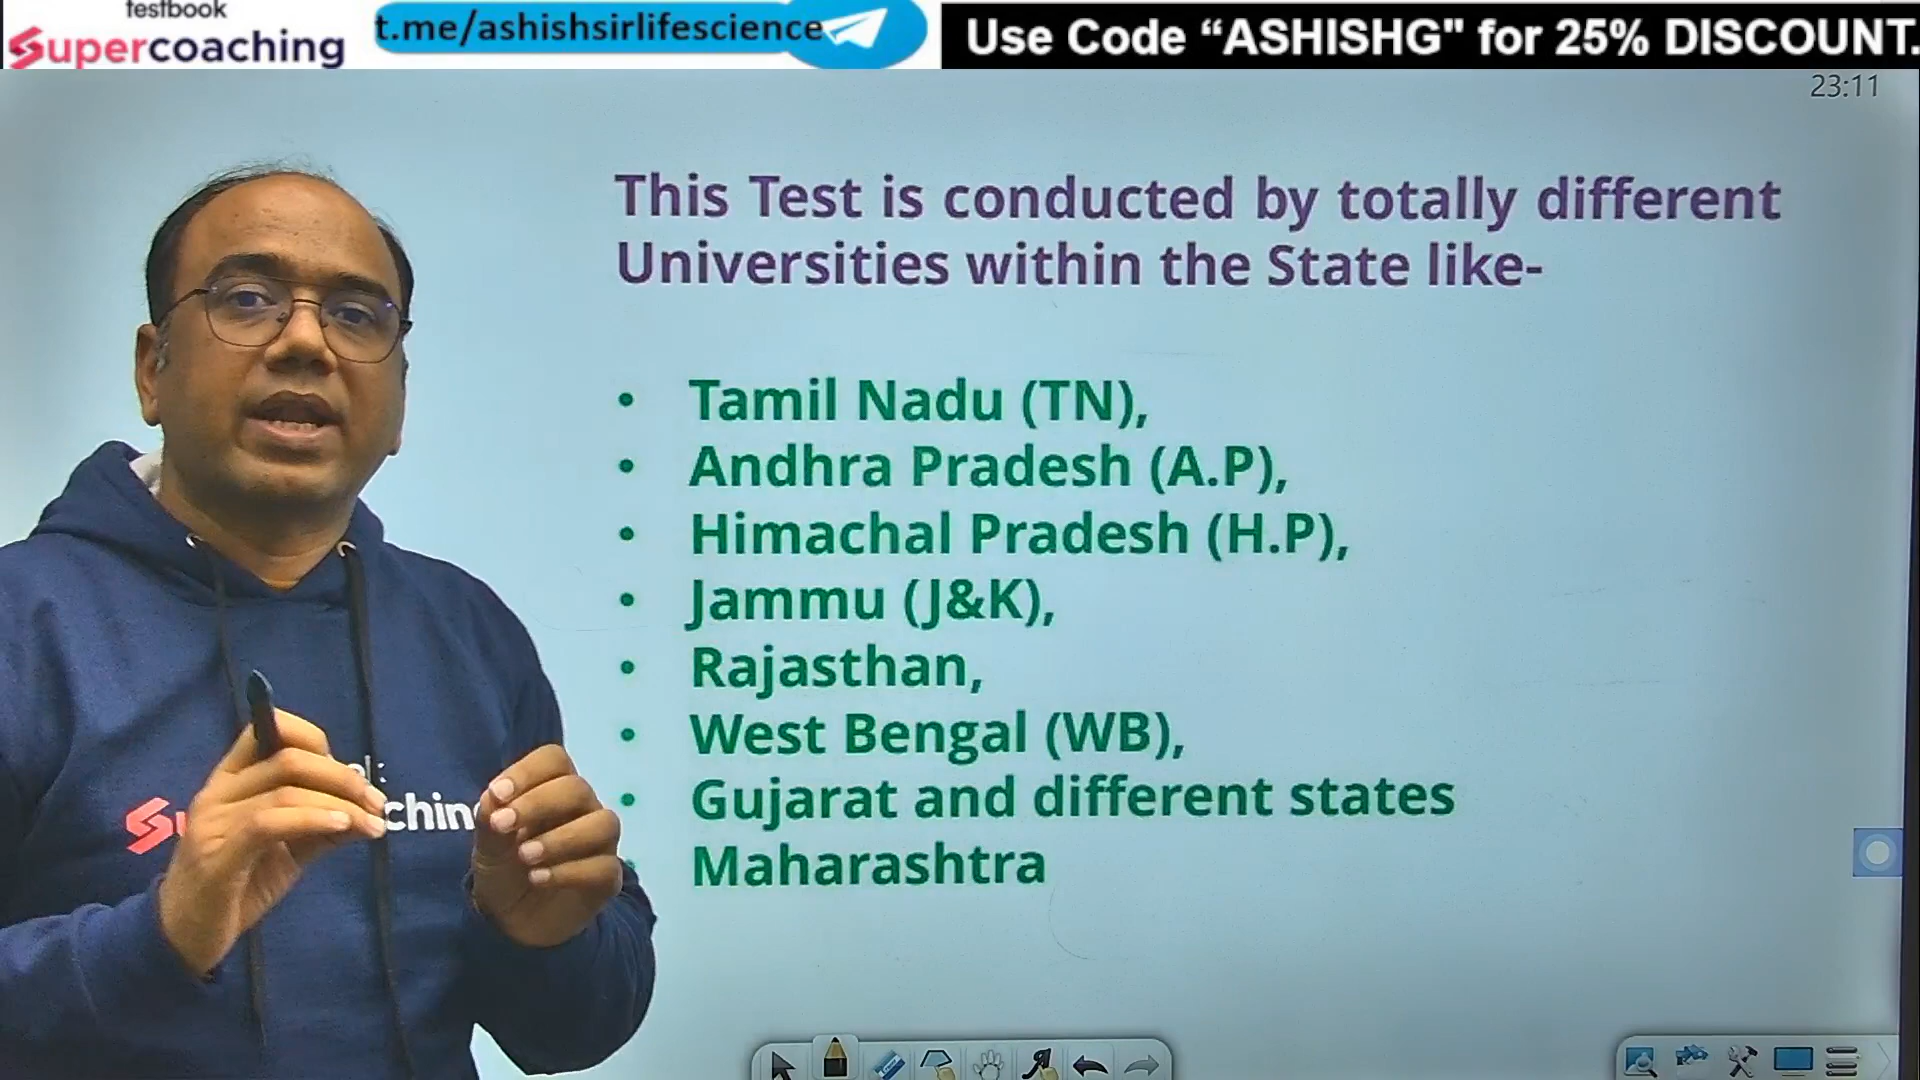 testbook
Supercoaching
t.me/ashishsirlifescience
Use Code “ASHISHG" for 25% DISCOUNT.
23:11
This Test is conducted by totally different
Universities within the State like-
• Tamil Nadu (TN),
• Andhra Pradesh (A.P),
• Himachal Pradesh (H.P),
• Jammu (J&K),
• Rajasthan,
• West Bengal (WB),
• Gujarat and different states
• Maharashtra